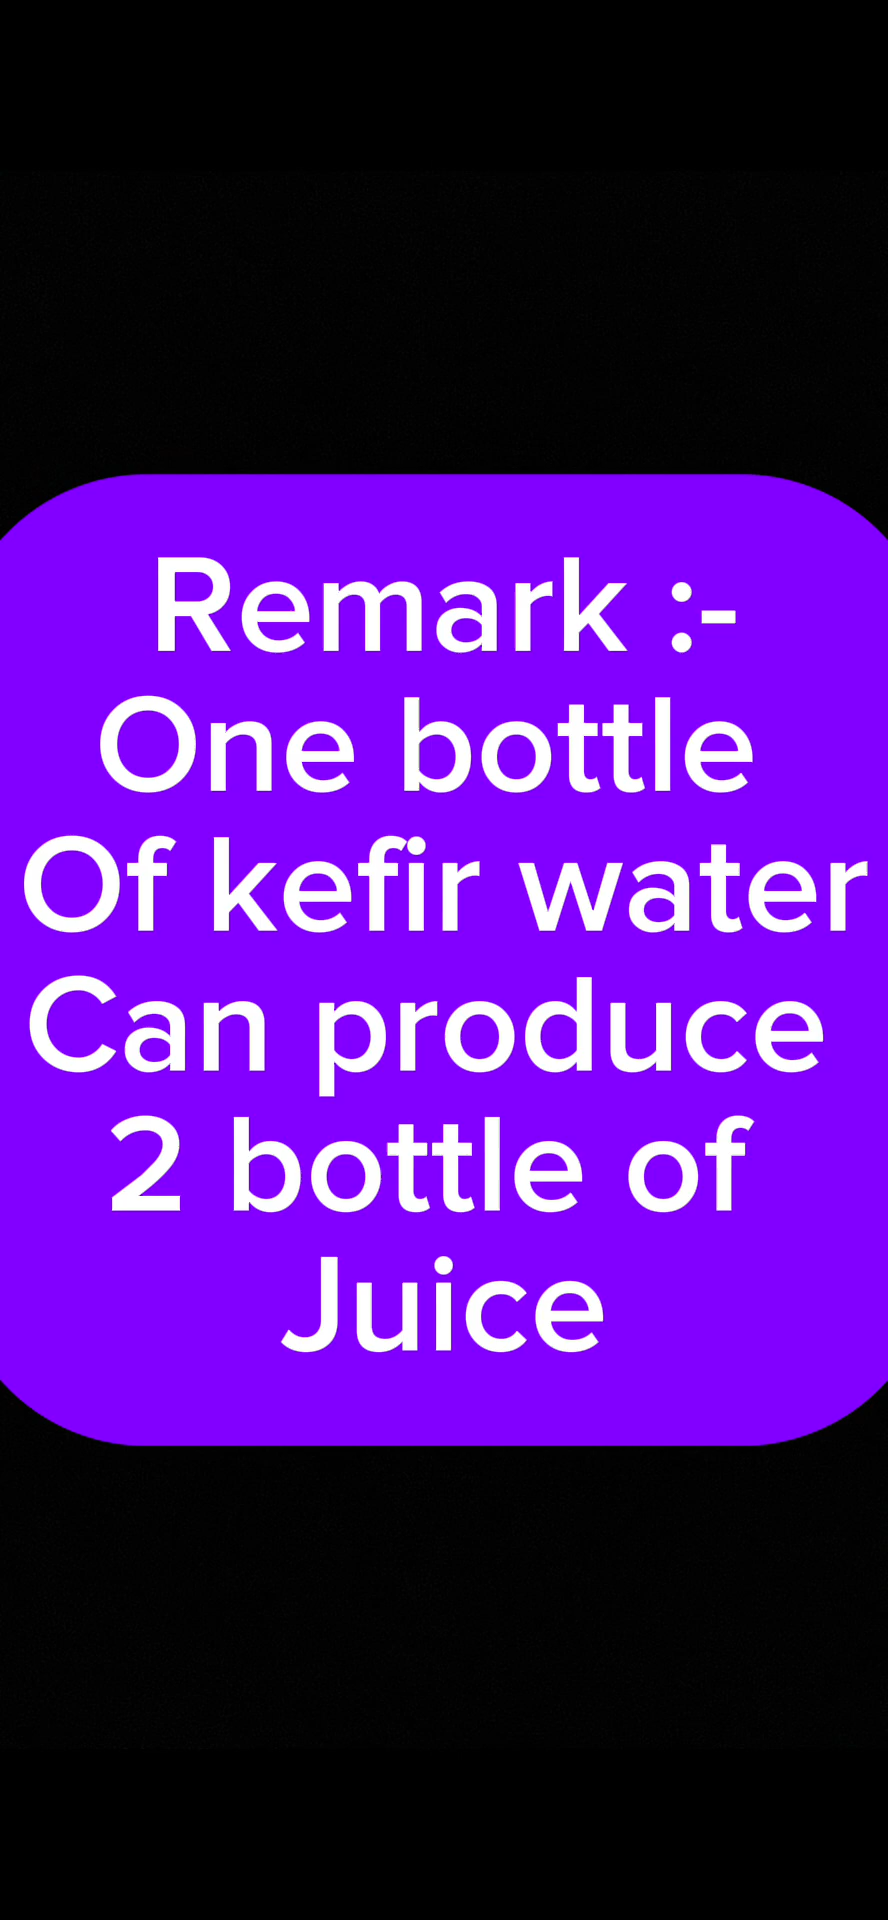 Remark :-
One bottle
Of kefir water
Can produce
2 bottle of
Juice